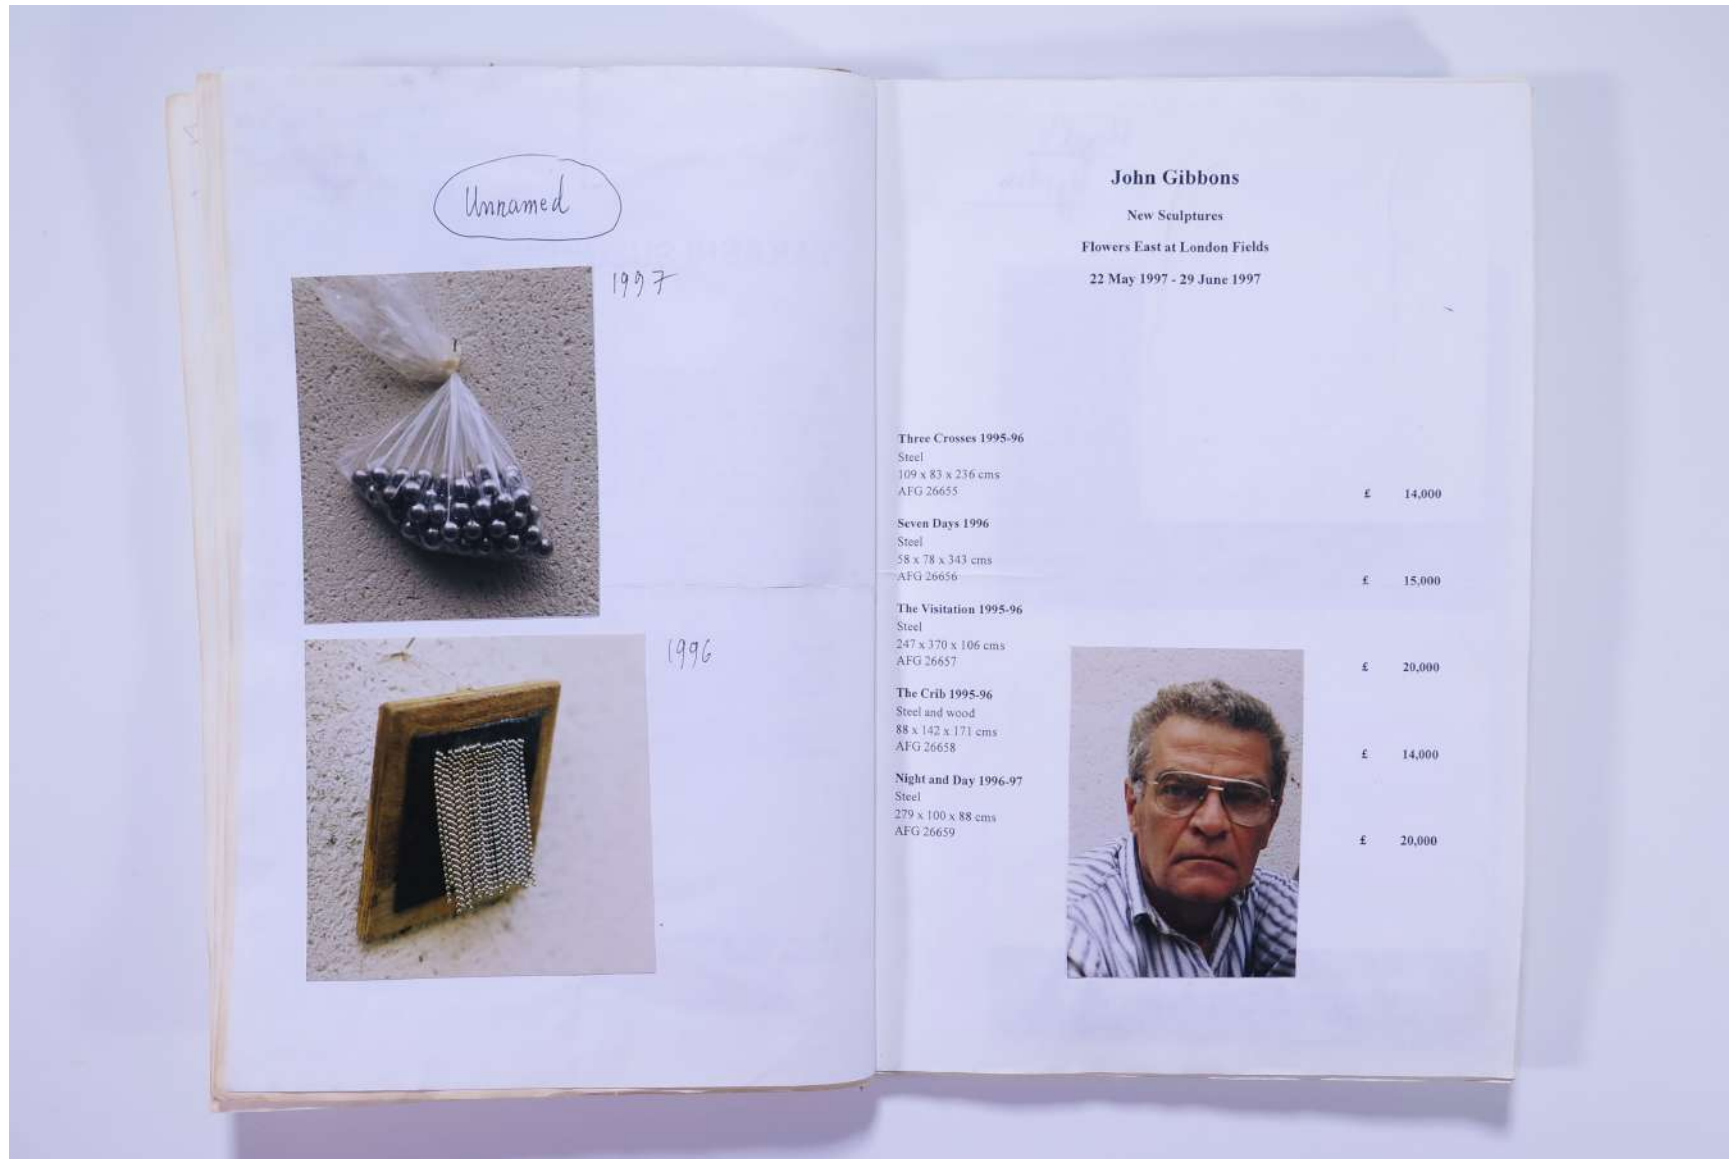 Unnamed
1997
1996
John Gibbons
New Sculptures
Flowers East at London Fields
22 May 1997 - 29 June 1997
Three Crosses 1995-96
Steel
109 x 83 x 236 cms
AFG 26655
£ 14,000
Seven Days 1996
Steel
58 x 78 x 343 cms
AFG 26656
£ 15,000
The Visitation 1995-96
Steel
247 x 370 x 106 cms
AFG 26657
£ 20,000
The Crib 1995-96
Steel and wood
88 x 142 x 171 cms
AFG 26658
£ 14,000
Night and Day 1996-97
Steel
279 x 100 x 88 cms
AFG 26659
£ 20,000